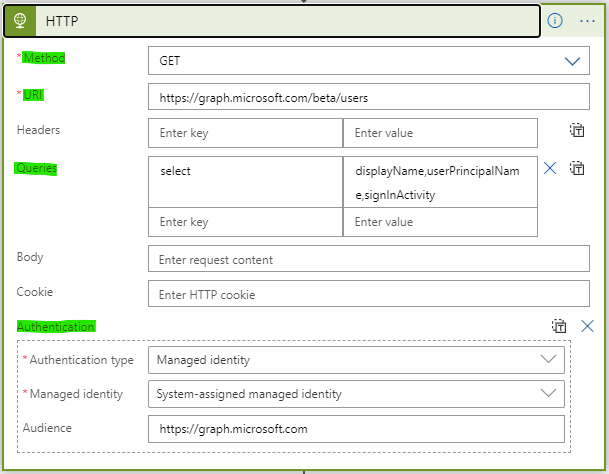 HTTP
* Method
GET
* URI
https://graph.microsoft.com/beta/users
Headers
Enter key
Enter value
Queries
select
displayName,userPrincipalNam
e,signInActivity
Enter key
Enter value
Body
Enter request content
Cookie
Enter HTTP cookie
Authentication
* Authentication type
Managed identity
* Managed identity
System-assigned managed identity
Audience
https://graph.microsoft.com